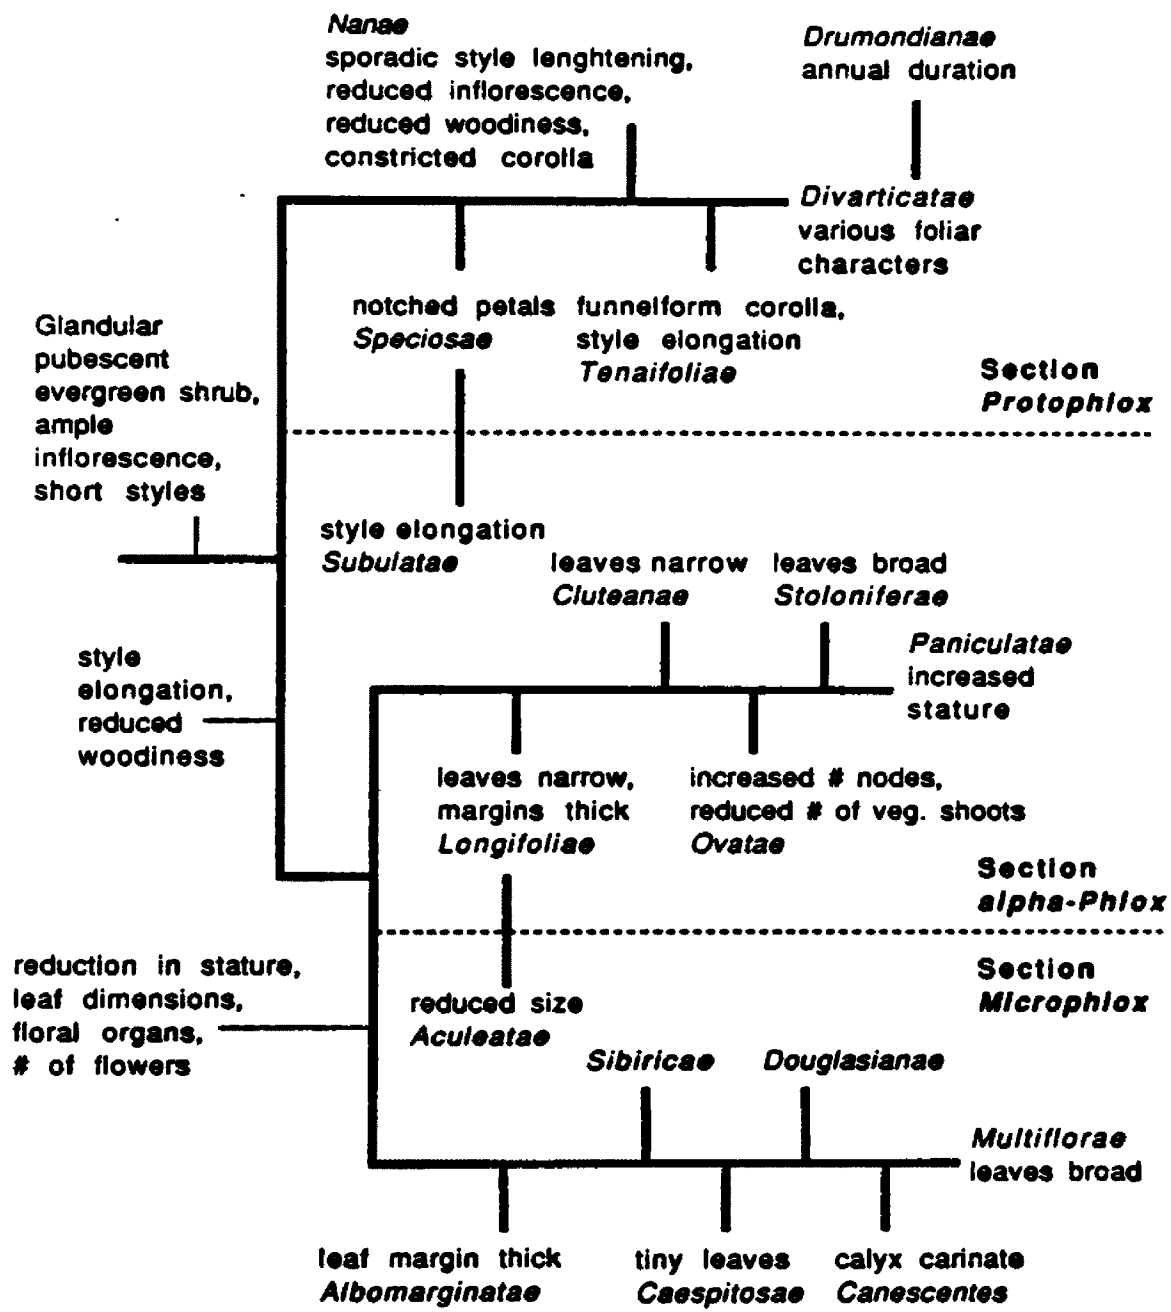 Nanae
sporadic style lenghtening,
reduced inflorescence,
reduced woodiness,
constricted corolla
Drumondianae
annual duration
Divarticatae
various foliar
characters
notched petals
Speciosae
funnelform corolla,
style elongation
Tenaifoliae
Glandular
pubescent
evergreen shrub,
ample
inflorescence,
short styles
Section
Protophlox
style elongation
Subulatae
leaves narrow
Cluteanae
leaves broad
Stoloniferae
Paniculatae
increased
stature
style
elongation,
reduced
woodiness
leaves narrow,
margins thick
Longifoliae
increased # nodes,
reduced # of veg. shoots
Ovatae
Section
alpha-Phlox
reduction in stature,
leaf dimensions,
floral organs,
# of flowers
reduced size
Aculeatae
Section
Microphlox
Sibiricae
Douglasianae
Multiflorae
leaves broad
leaf margin thick
Albomarginatae
tiny leaves
Caespitosae
calyx carinate
Canescentes